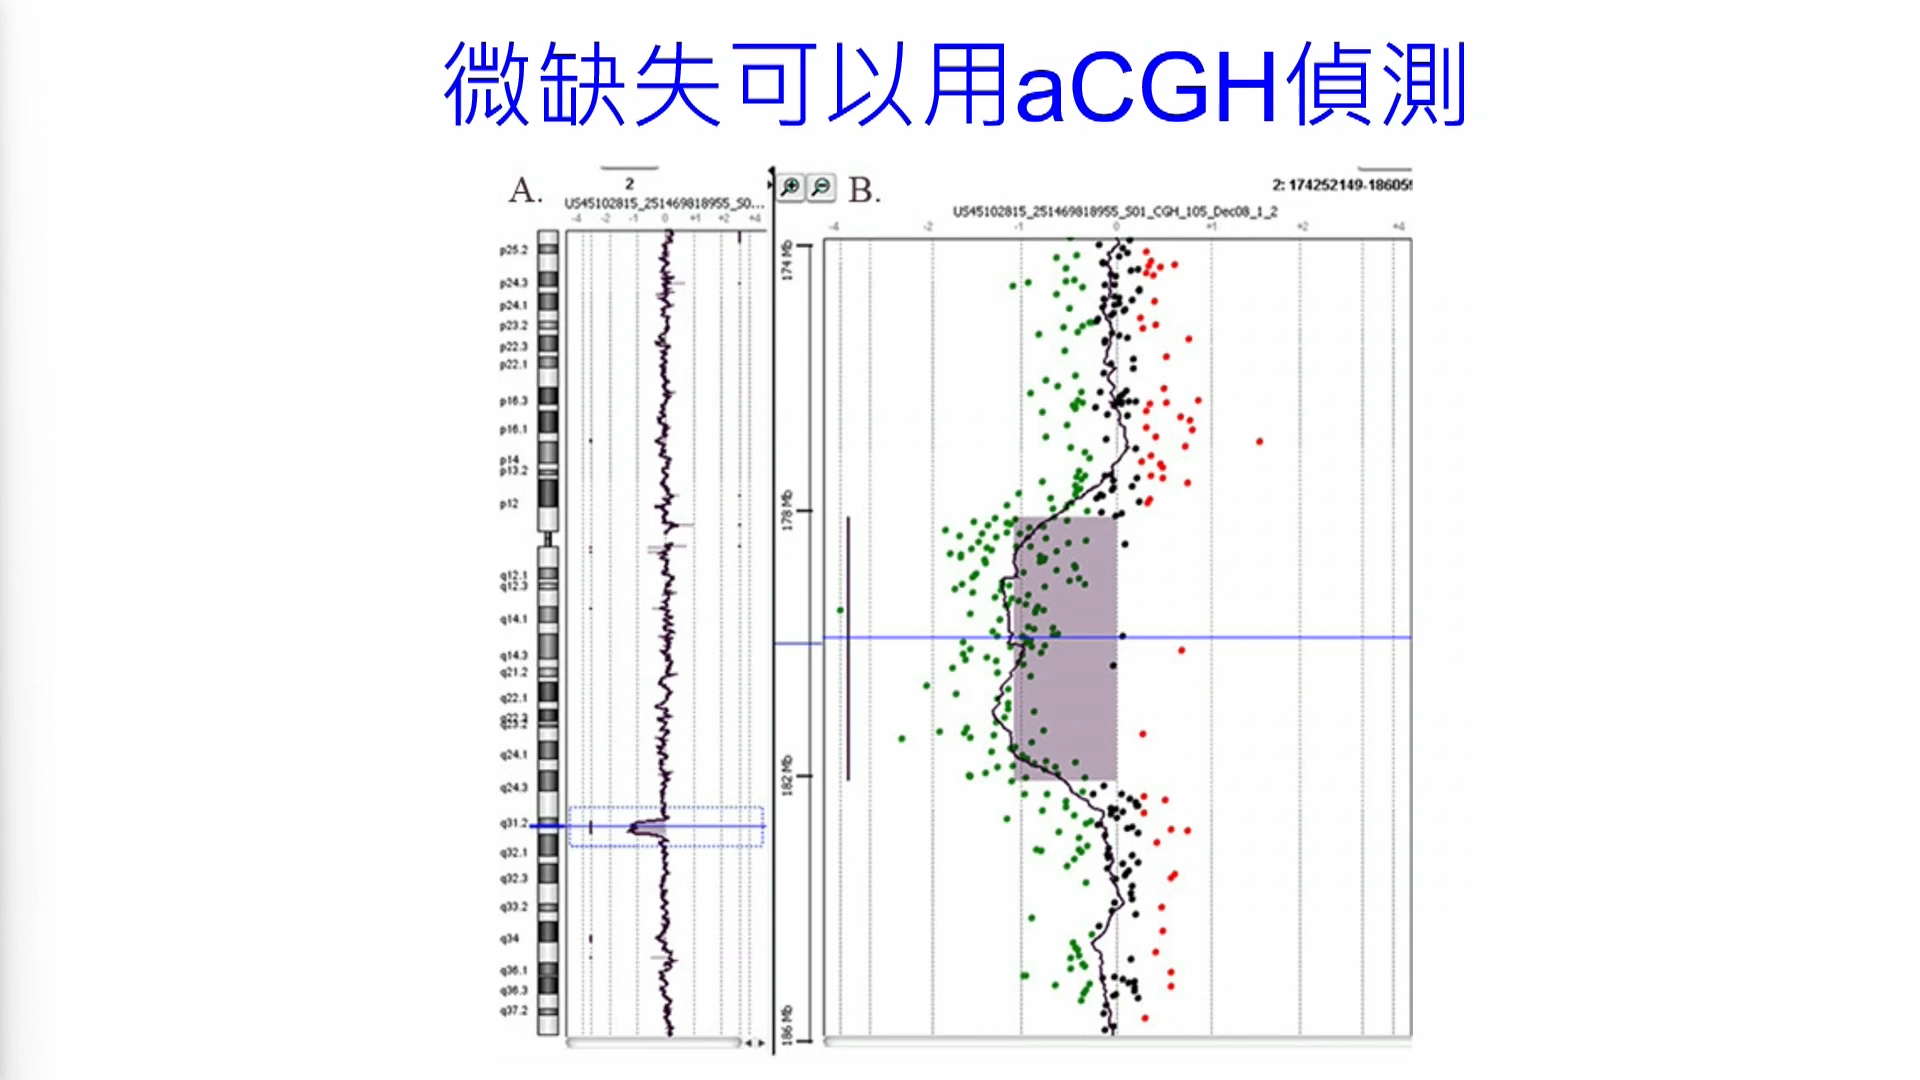 微缺失可以用aCGH偵測
A.
2
US45102815_251469818955_S0...
-4 -2 -1 0 +1 +2 +4
p25.2
p24.3
p24.1
p23.2
p22.3
p22.1
p16.3
p16.1
p14
p13.2
p12
q12.1
q12.3
q14.1
q14.3
q21.2
q22.1
q24.1
q24.3
q31.2
q32.1
q32.3
q33.2
q34
q36.1
q36.3
q37.2
B.
2: 174252149-18605
US45102815_251469818955_S01_CGH_105_Dec08_1_2
-4 -2 -1 0 +1 +2 +4
174 Mb
178 Mb
182 Mb
186 Mb